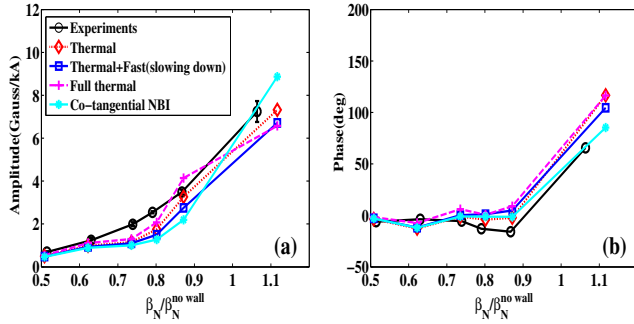 12
10
8
6
4
2
0
0.5 0.6 0.7 0.8 0.9 1 1.1
Amplitude(Gauss/kA)
β_N/β_N^no wall
Experiments
Thermal
Thermal+Fast(slowing down)
Full thermal
Co-tangential NBI
(a)
200
150
100
50
0
−50
0.5 0.6 0.7 0.8 0.9 1 1.1
Phase(deg)
β_N/β_N^no wall
(b)